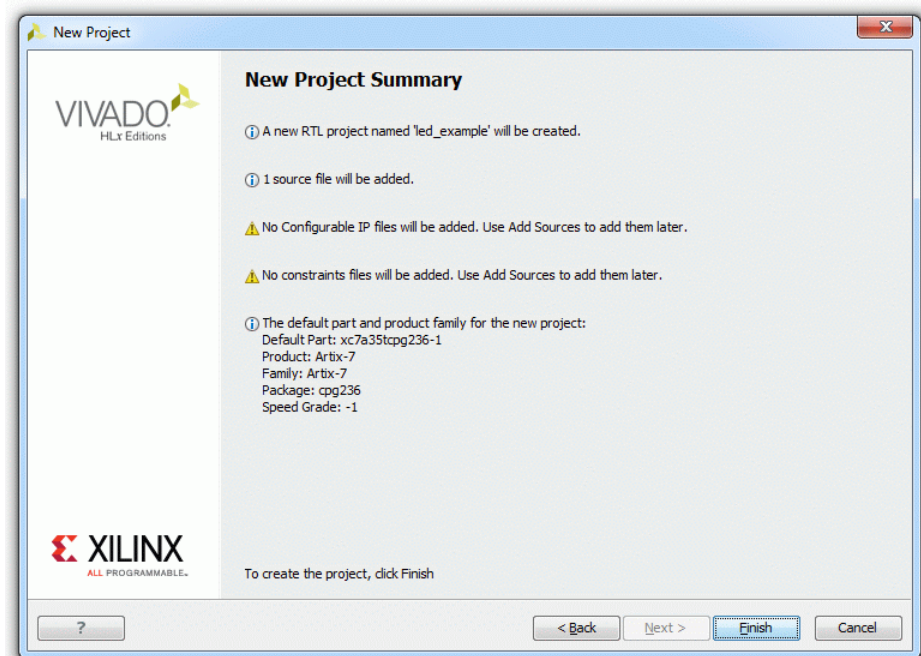 New Project
VIVADO.
HLx Editions
New Project Summary
A new RTL project named 'led_example' will be created.
1 source file will be added.
No Configurable IP files will be added. Use Add Sources to add them later.
No constraints files will be added. Use Add Sources to add them later.
The default part and product family for the new project:
Default Part: xc7a35tcpg236-1
Product: Artix-7
Family: Artix-7
Package: cpg236
Speed Grade: -1
XILINX
ALL PROGRAMMABLE.
To create the project, click Finish
?
< Back
Next >
Finish
Cancel